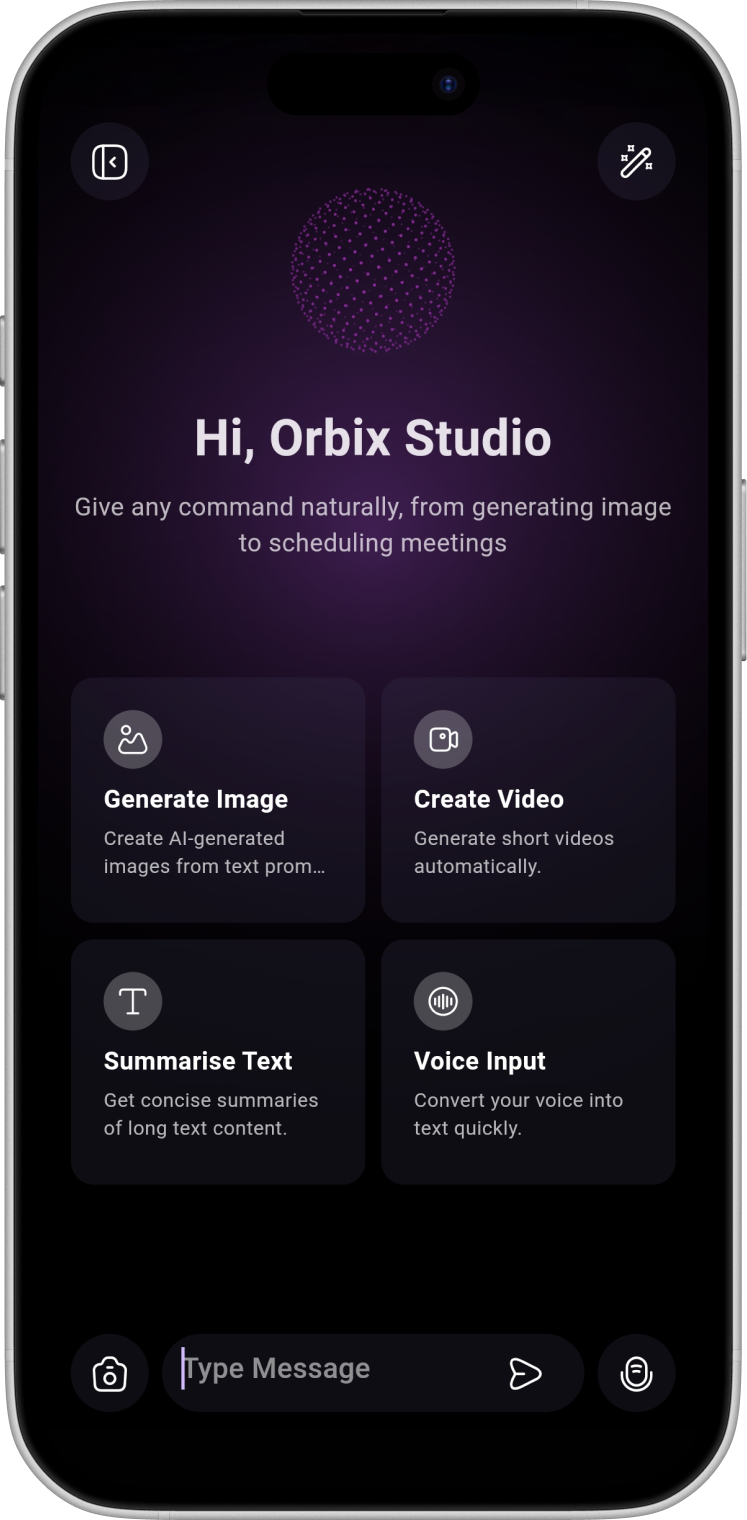 Hi, Orbix Studio
Give any command naturally, from generating image
to scheduling meetings
Generate Image
Create AI-generated
images from text prom…
Create Video
Generate short videos
automatically.
Summarise Text
Get concise summaries
of long text content.
Voice Input
Convert your voice into
text quickly.
Type Message